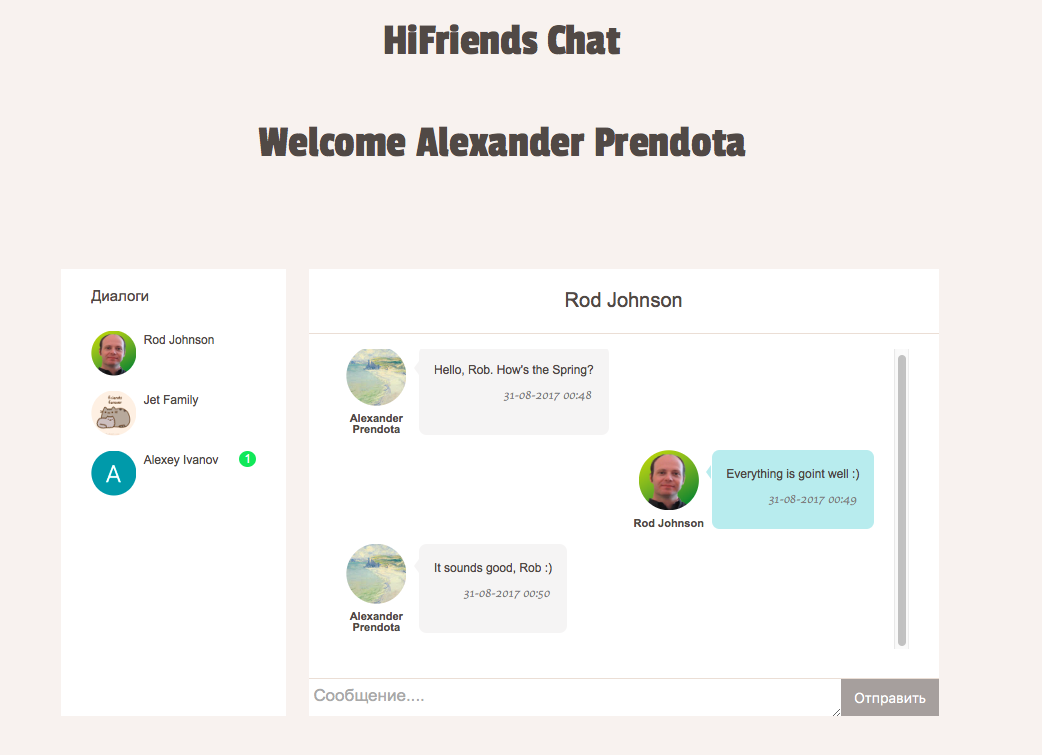 HiFriends Chat
Welcome Alexander Prendota
Диалоги
Rod Johnson
Jet Family
Alexey Ivanov 1
A
Rod Johnson
Hello, Rob. How's the Spring?
31-08-2017 00:48
Alexander
Prendota
Everything is goint well :)
31-08-2017 00:49
Rod Johnson
It sounds good, Rob :)
31-08-2017 00:50
Alexander
Prendota
Сообщение....
Отправить